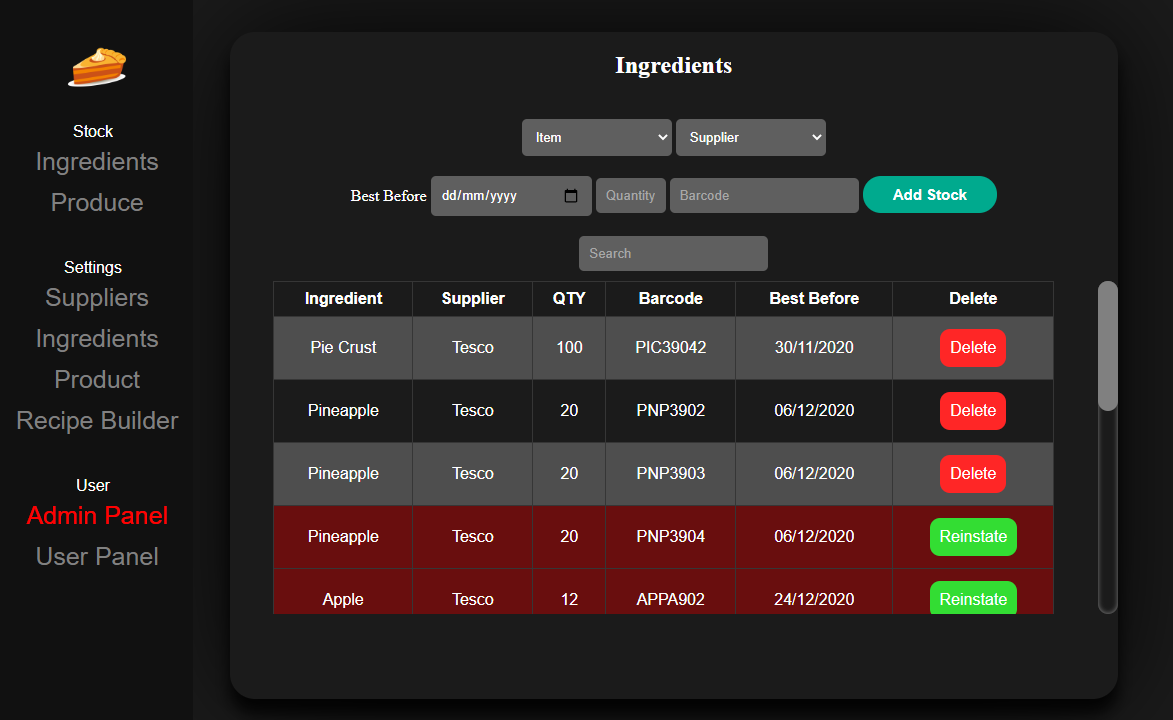 Stock
Ingredients
Produce
Settings
Suppliers
Ingredients
Product
Recipe Builder
User
Admin Panel
User Panel
Ingredients
Item Supplier
Best Before dd/mm/yyyy Quantity Barcode Add Stock
Search
Ingredient Supplier QTY Barcode Best Before Delete
Pie Crust Tesco 100 PIC39042 30/11/2020 Delete
Pineapple Tesco 20 PNP3902 06/12/2020 Delete
Pineapple Tesco 20 PNP3903 06/12/2020 Delete
Pineapple Tesco 20 PNP3904 06/12/2020 Reinstate
Apple Tesco 12 APPA902 24/12/2020 Reinstate